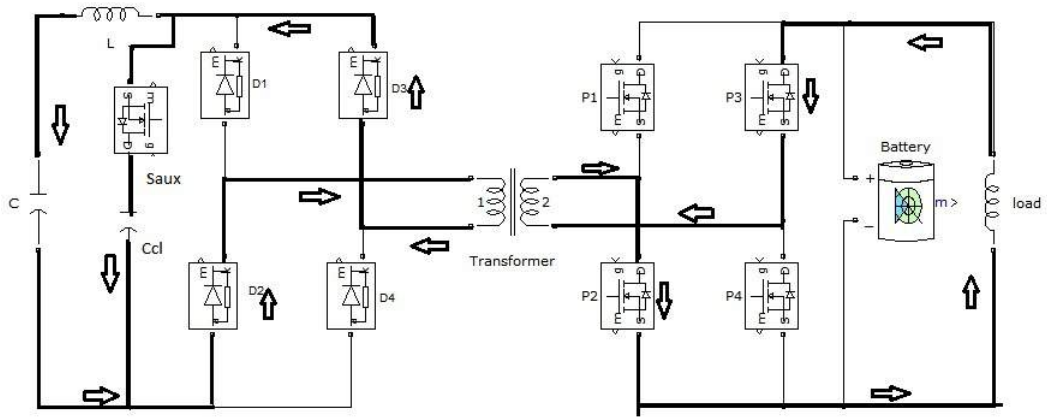 L
D1
D3
P1
P3
Battery
Saux
C
Ccl
1
2
+
−
m >
load
Transformer
D2
D4
P2
P4